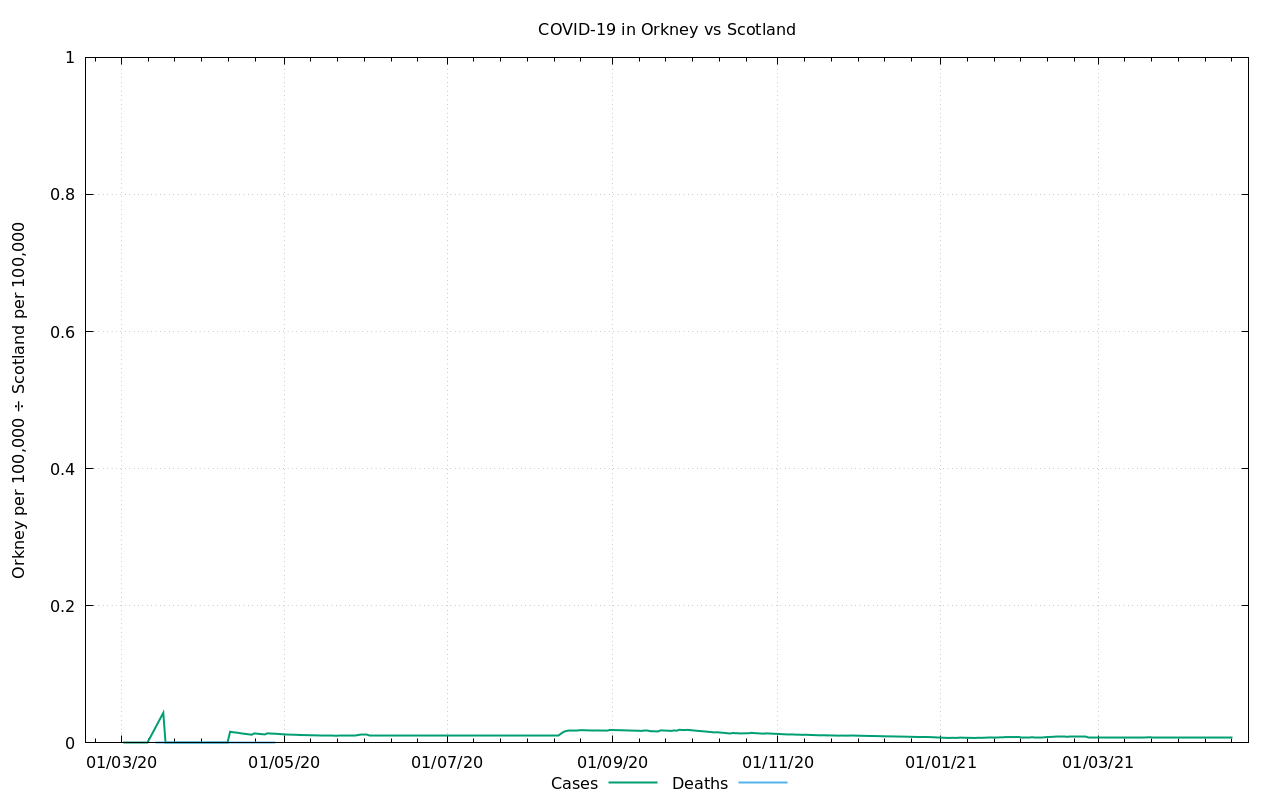 COVID-19 in Orkney vs Scotland
Orkney per 100,000 ÷ Scotland per 100,000
1
0.8
0.6
0.4
0.2
0
01/03/20 01/05/20 01/07/20 01/09/20 01/11/20 01/01/21 01/03/21
Cases Deaths